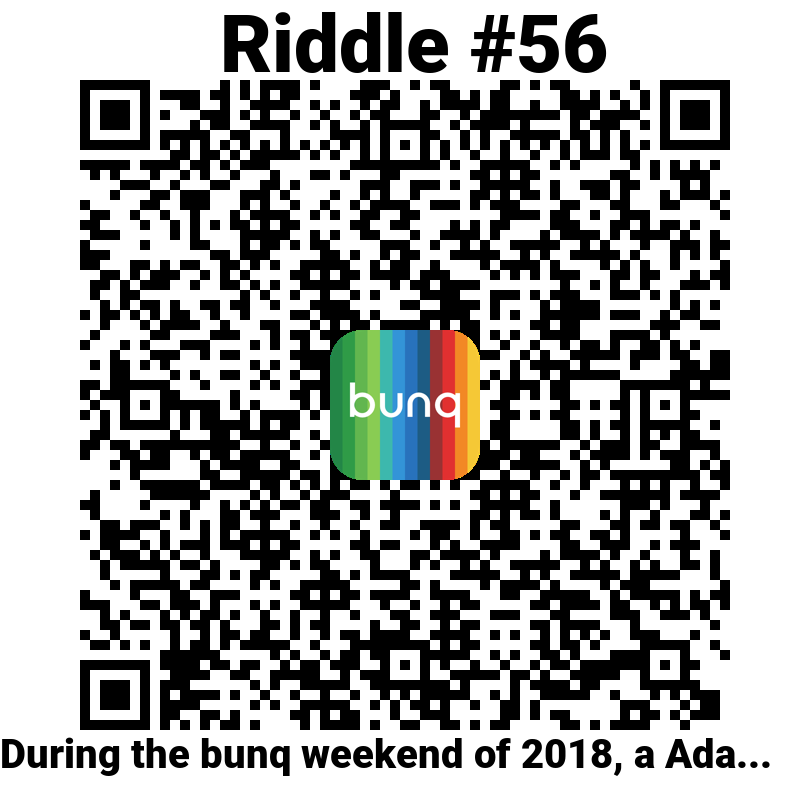 Riddle #56
bunq
During the bunq weekend of 2018, a Ada...